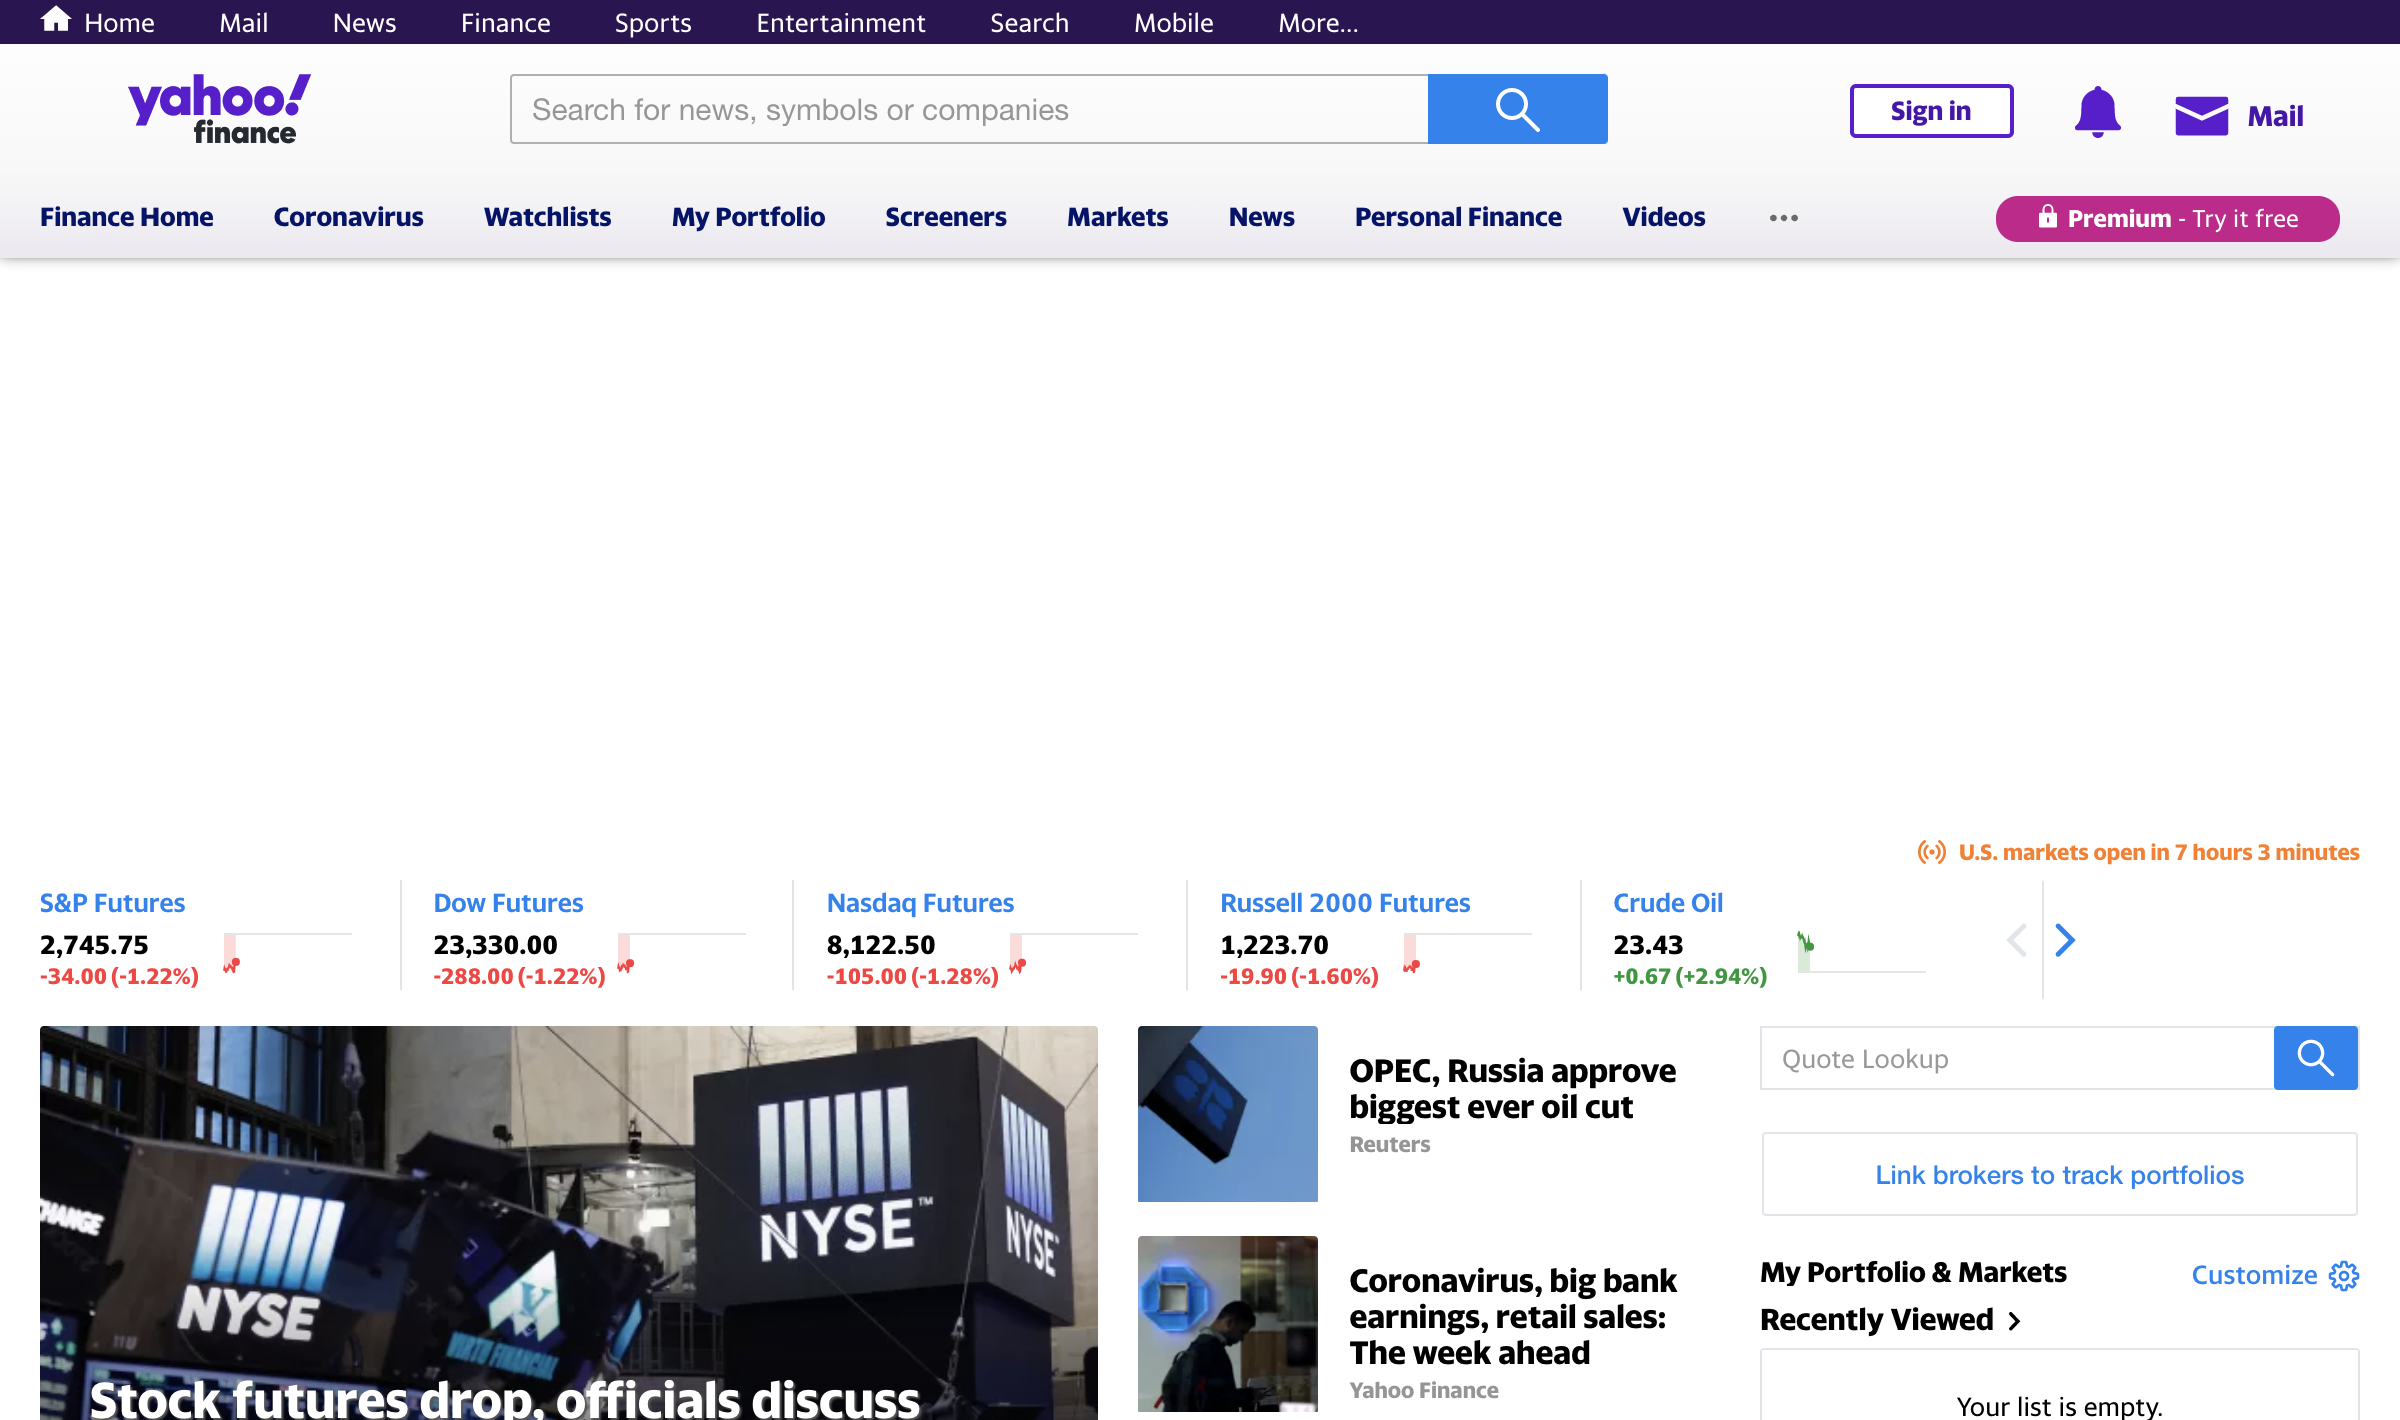 Home Mail News Finance Sports Entertainment Search Mobile More...
yahoo!
finance
Search for news, symbols or companies
Sign in
Mail
Finance Home Coronavirus Watchlists My Portfolio Screeners Markets News Personal Finance Videos
Premium - Try it free
U.S. markets open in 7 hours 3 minutes
S&P Futures
2,745.75
-34.00 (-1.22%)
Dow Futures
23,330.00
-288.00 (-1.22%)
Nasdaq Futures
8,122.50
-105.00 (-1.28%)
Russell 2000 Futures
1,223.70
-19.90 (-1.60%)
Crude Oil
23.43
+0.67 (+2.94%)
NYSE™
NYSE
NYSE
VIRTU FINANCIAL
Stock futures drop, officials discuss
OPEC, Russia approve
biggest ever oil cut
Reuters
Coronavirus, big bank
earnings, retail sales:
The week ahead
Yahoo Finance
Quote Lookup
Link brokers to track portfolios
My Portfolio & Markets
Customize
Recently Viewed
Your list is empty.